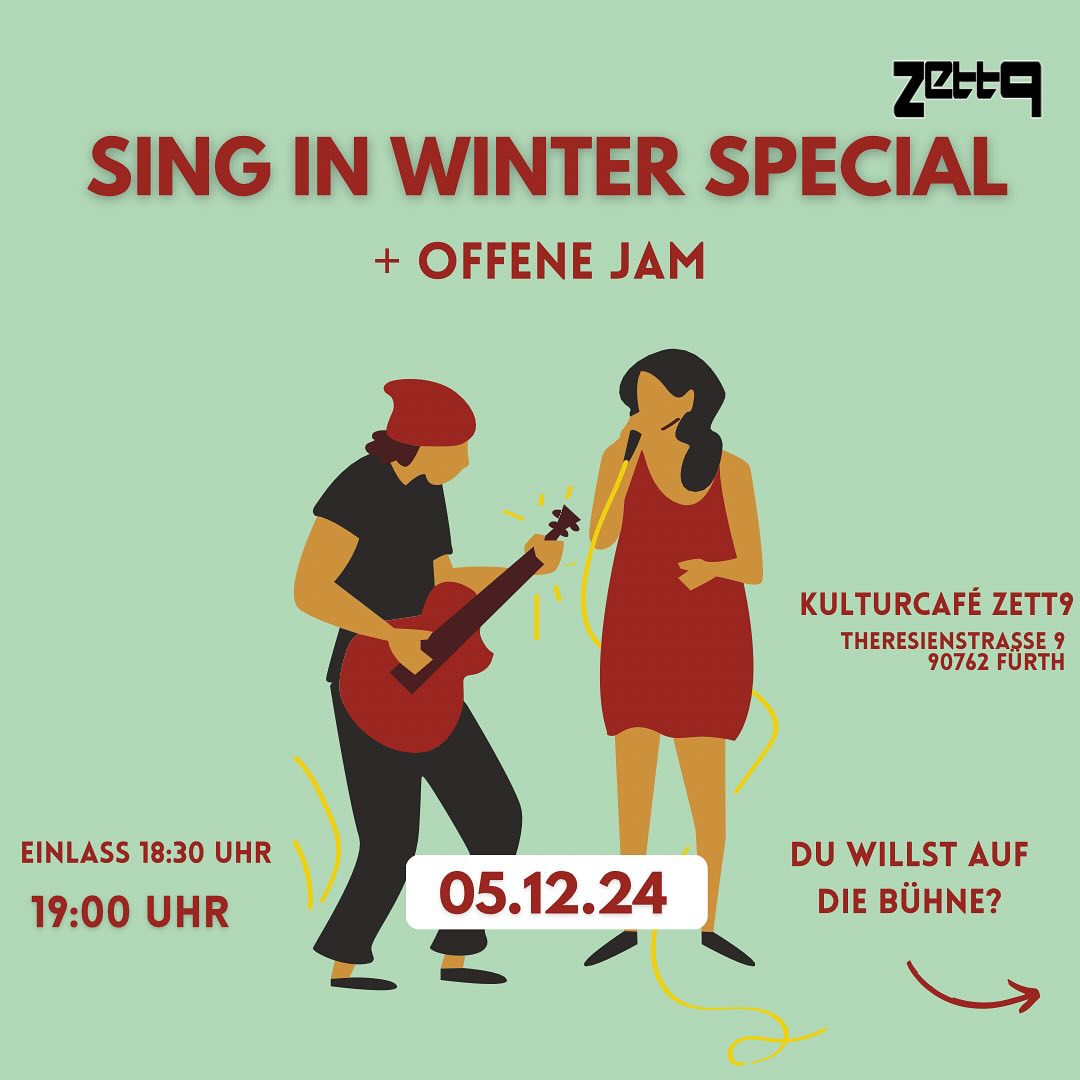 Zett9
SING IN WINTER SPECIAL
+ OFFENE JAM
KULTURCAFÉ ZETT9
THERESIENSTRASSE 9
90762 FÜRTH
EINLASS 18:30 UHR
19:00 UHR
05.12.24
DU WILLST AUF
DIE BÜHNE?